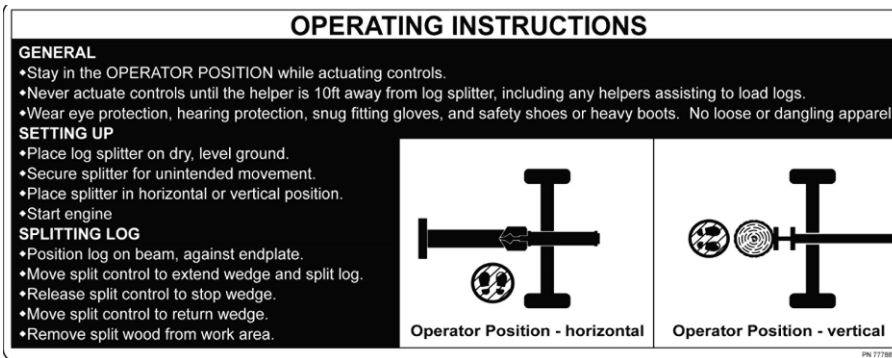 OPERATING INSTRUCTIONS
GENERAL
◆Stay in the OPERATOR POSITION while actuating controls.
◆Never actuate controls until the helper is 10ft away from log splitter, including any helpers assisting to load logs.
◆Wear eye protection, hearing protection, snug fitting gloves, and safety shoes or heavy boots. No loose or dangling apparel
SETTING UP
◆Place log splitter on dry, level ground.
◆Secure splitter for unintended movement.
◆Place splitter in horizontal or vertical position.
◆Start engine
SPLITTING LOG
◆Position log on beam, against endplate.
◆Move split control to extend wedge and split log.
◆Release split control to stop wedge.
◆Move split control to return wedge.
◆Remove split wood from work area.
Operator Position - horizontal
Operator Position - vertical
PN